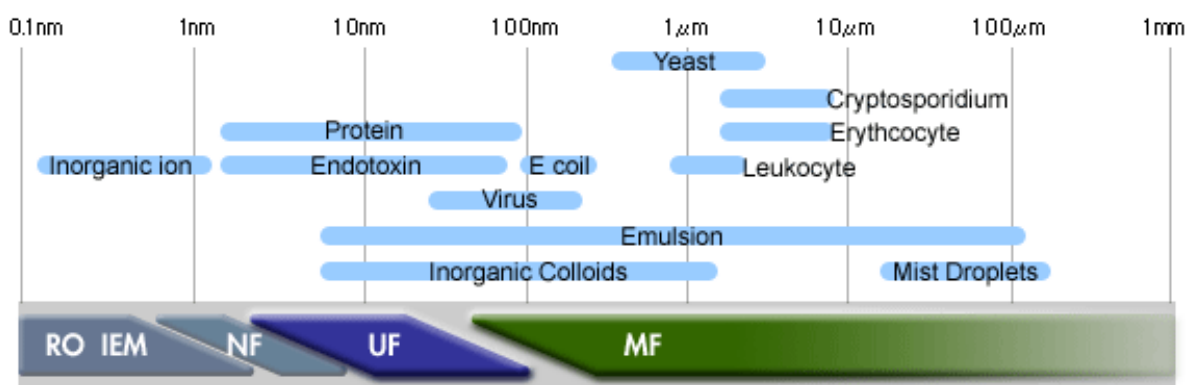 0.1nm 1nm 10nm 100nm 1μm 10μm 100μm 1mm
Yeast
Cryptosporidium
Protein Erythcocyte
Inorganic ion Endotoxin E coil Leukocyte
Virus
Emulsion
Inorganic Colloids Mist Droplets
RO IEM NF UF MF